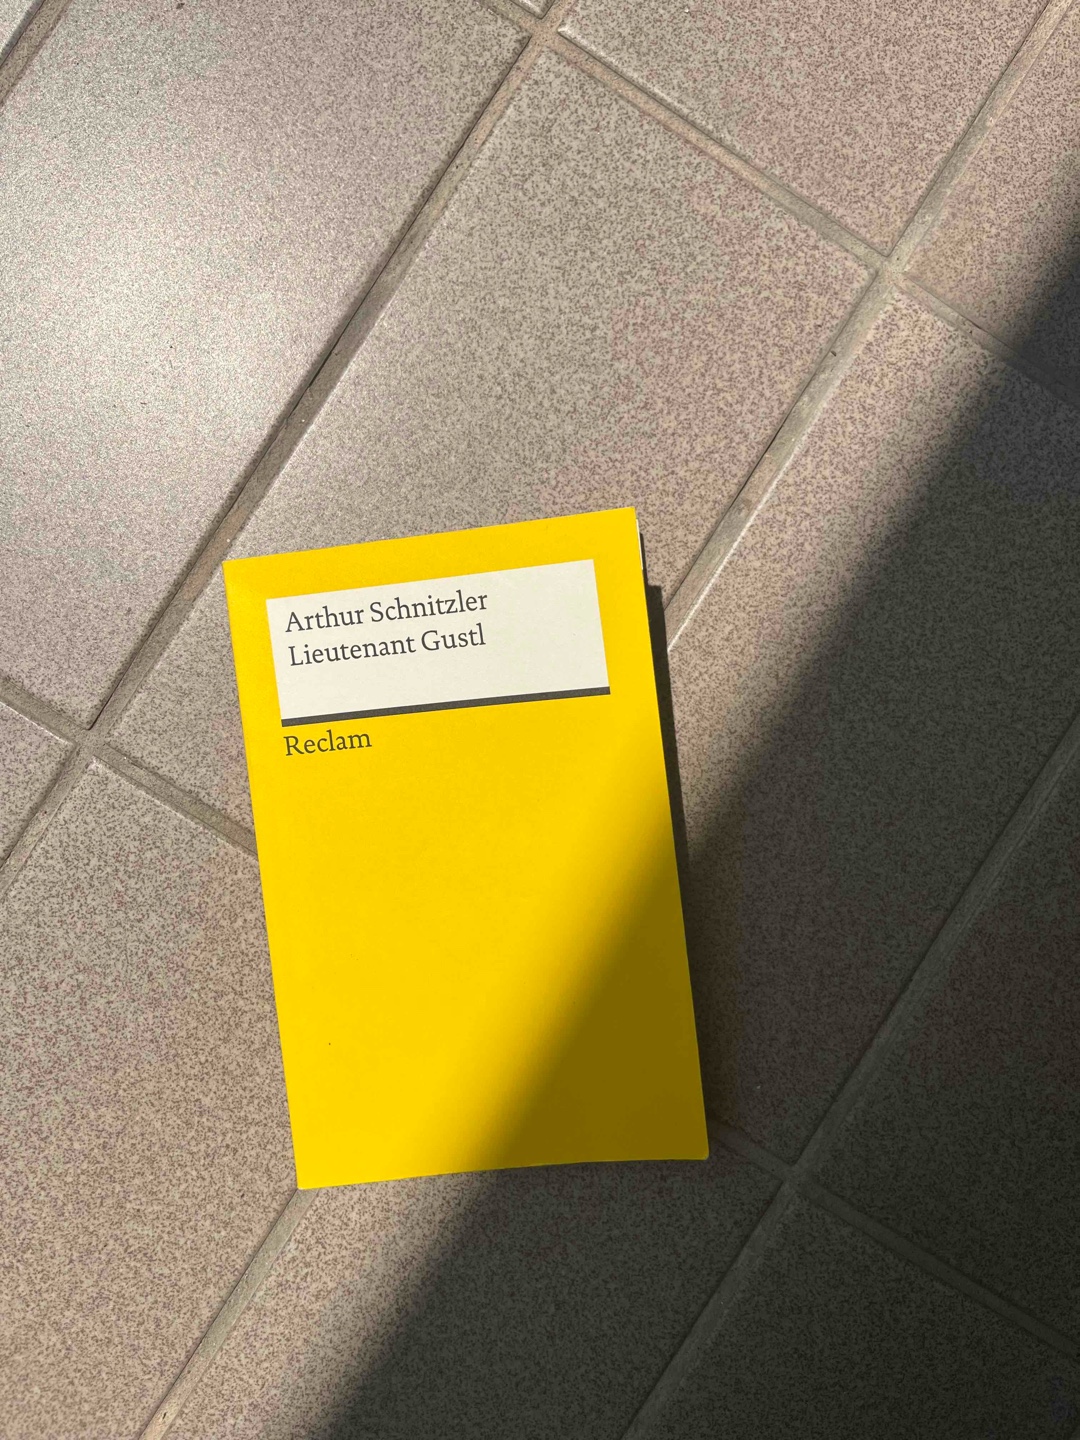 Arthur Schnitzler
Lieutenant Gustl
Reclam